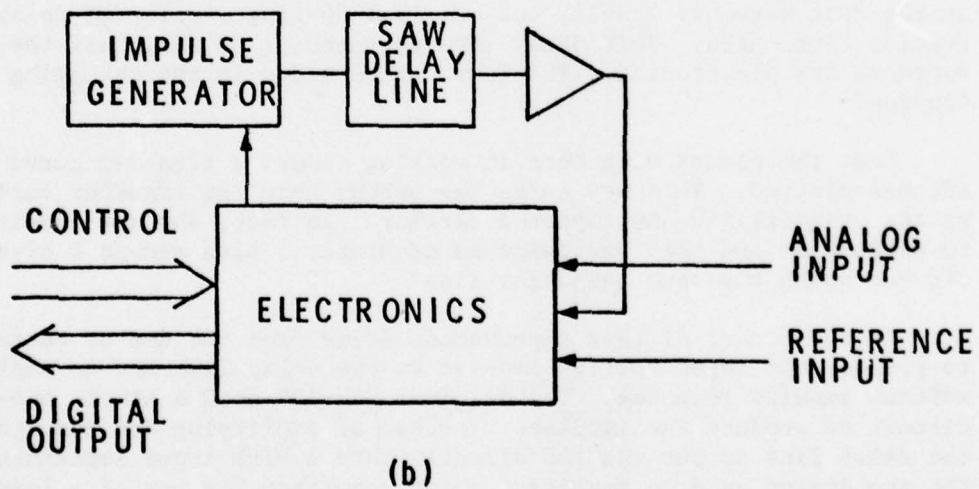 IMPULSE
GENERATOR
SAW
DELAY
LINE
CONTROL
ELECTRONICS
ANALOG
INPUT
REFERENCE
INPUT
DIGITAL
OUTPUT
(b)